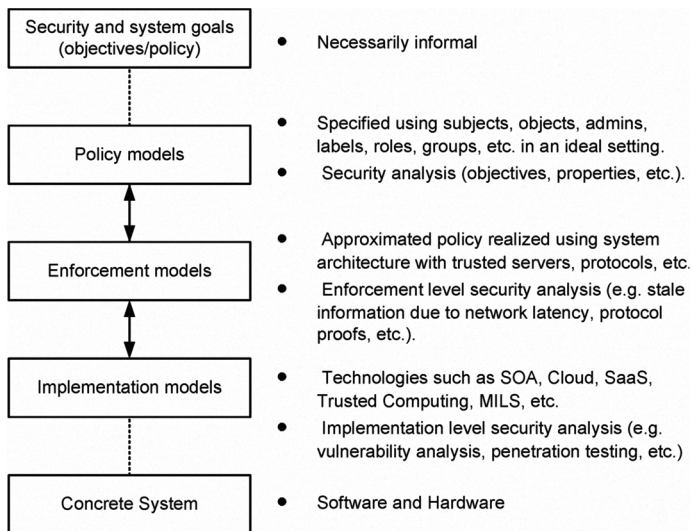 Security and system goals
(objectives/policy)
● Necessarily informal
Policy models
● Specified using subjects, objects, admins,
labels, roles, groups, etc. in an ideal setting.
● Security analysis (objectives, properties, etc.).
Enforcement models
● Approximated policy realized using system
architecture with trusted servers, protocols, etc.
● Enforcement level security analysis (e.g. stale
information due to network latency, protocol
proofs, etc.).
Implementation models
● Technologies such as SOA, Cloud, SaaS,
Trusted Computing, MILS, etc.
● Implementation level security analysis (e.g.
vulnerability analysis, penetration testing, etc.)
Concrete System
● Software and Hardware